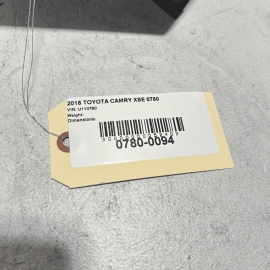 2018 TOYOTA CAMRY XSE 0780
VIN: U110780
Weight:
Dimensions:
0780-0094